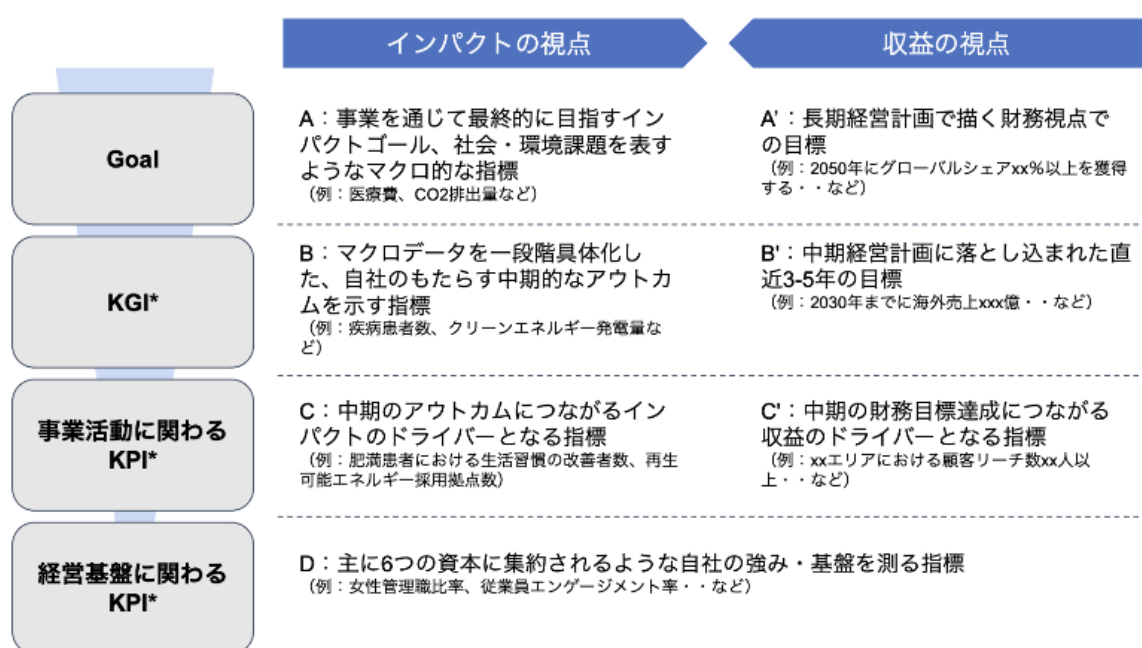 インパクトの視点
収益の視点
Goal
A：事業を通じて最終的に目指すイン
パクトゴール、社会・環境課題を表す
ようなマクロ的な指標
（例：医療費、CO2排出量など）
A'：長期経営計画で描く財務視点で
の目標
（例：2050年にグローバルシェアxx％以上を獲得
する・・など）
KGI*
B：マクロデータを一段階具体化し
た、自社のもたらす中期的なアウトカ
ムを示す指標
（例：疾病患者数、クリーンエネルギー発電量な
ど）
B'：中期経営計画に落とし込まれた直
近3-5年の目標
（例：2030年までに海外売上xxx億・・など）
事業活動に関わる
KPI*
C：中期のアウトカムにつながるイン
パクトのドライバーとなる指標
（例：肥満患者における生活習慣の改善者数、再生
可能エネルギー採用拠点数）
C'：中期の財務目標達成につながる
収益のドライバーとなる指標
（例：xxエリアにおける顧客リーチ数xx人以
上・・など）
経営基盤に関わる
KPI*
D：主に6つの資本に集約されるような自社の強み・基盤を測る指標
（例：女性管理職比率、従業員エンゲージメント率・・など）